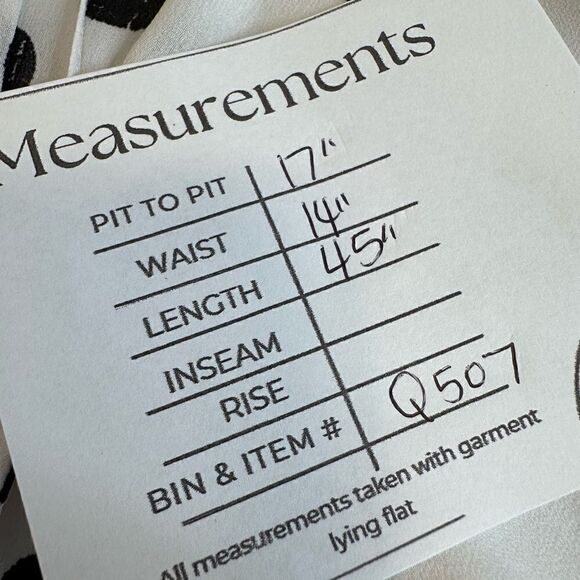 Measurements
PIT TO PIT 17"
WAIST 14"
LENGTH 45"
INSEAM
RISE
BIN & ITEM # Q507
All measurements taken with garment
lying flat